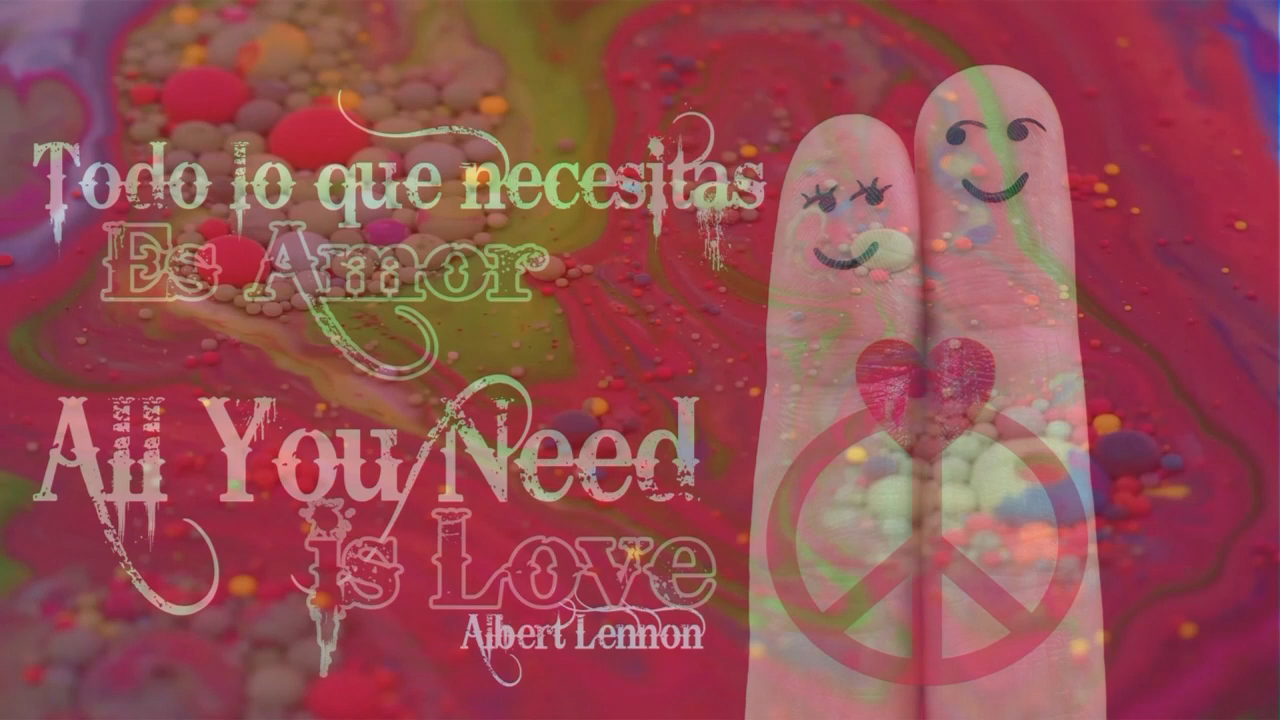 Todo lo que necesitas
Es Amor
All You Need
is Love
Albert Lennon